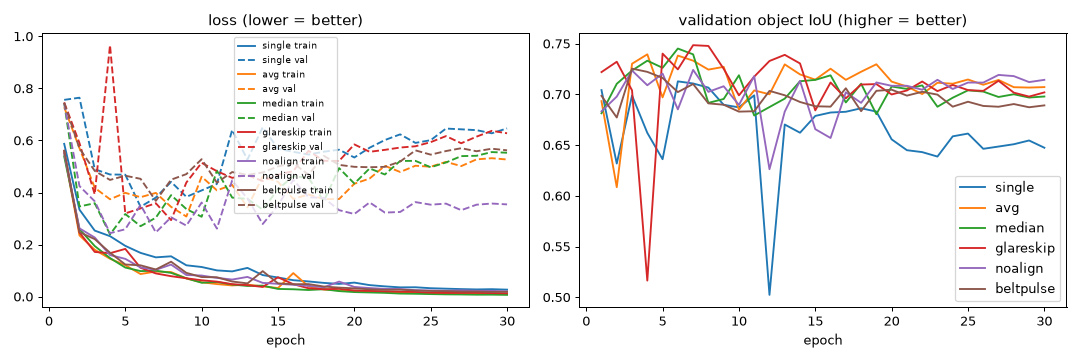 loss (lower = better)
1.0
0.8
0.6
0.4
0.2
0.0
0
5
10
15
20
25
30
epoch
single train
single val
avg train
avg val
median train
median val
glareskip train
glareskip val
noalign train
noalign val
beltpulse train
beltpulse val
validation object IoU (higher = better)
0.75
0.70
0.65
0.60
0.55
0.50
0
5
10
15
20
25
30
epoch
single
avg
median
glareskip
noalign
beltpulse